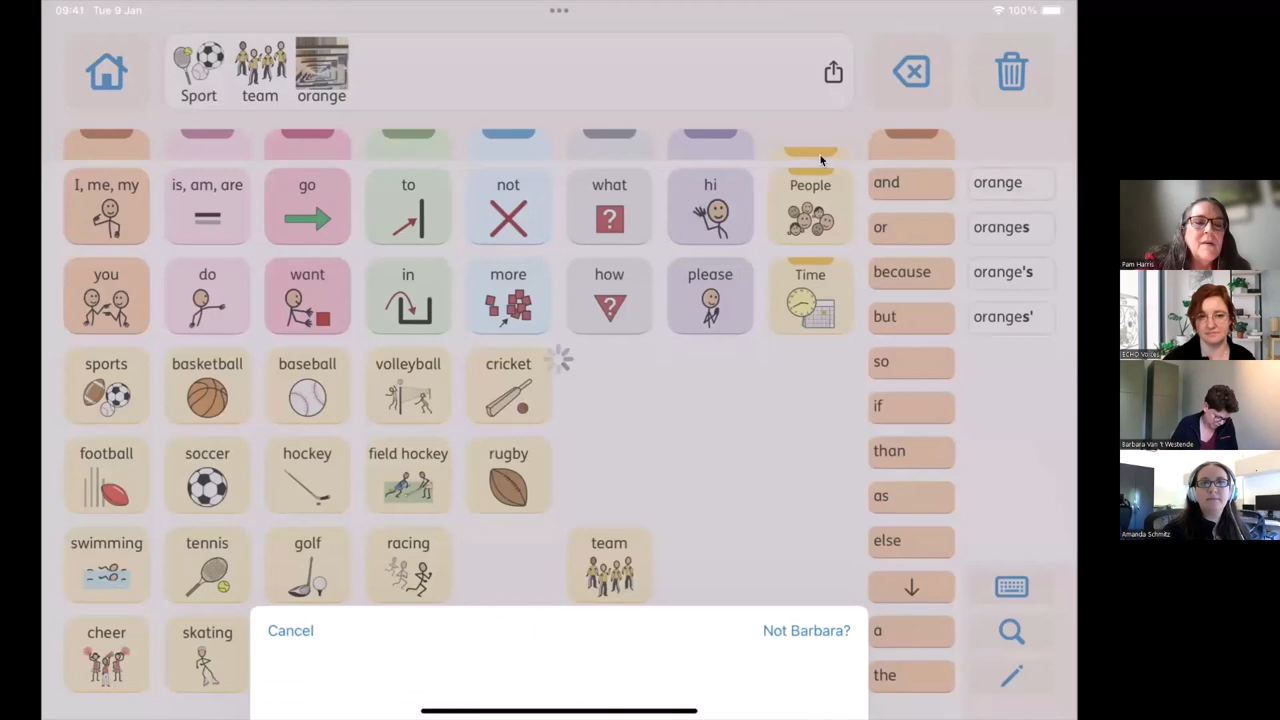 09:41 Tue 9 Jan
100%
Sport team orange
I, me, my is, am, are go to not what hi People and orange
or oranges
you do want in more how please Time because orange's
but oranges'
sports basketball baseball volleyball cricket so
if
football soccer hockey field hockey rugby than
as
swimming tennis golf racing team else
cheer skating a
the
Cancel Not Barbara?
Pam Harris
ECHO Voices
Barbara Van 't Westende
Amanda Schmitz